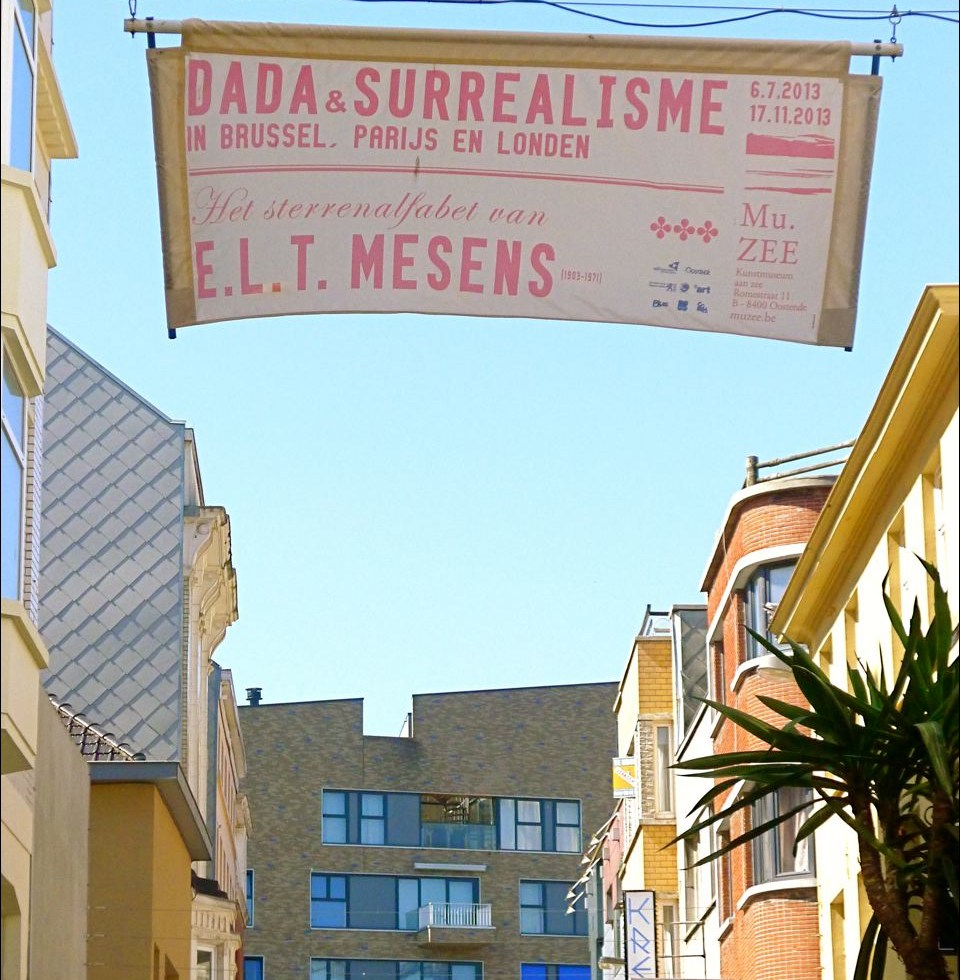 DADA & SURREALISME
IN BRUSSEL, PARIJS EN LONDEN
Het sterrenalfabet van
E.L.T. MESENS (1903-1971)
6.7.2013
17.11.2013
Mu.
ZEE
Kunstmuseum
aan zee
Romestraat 11
B - 8400 Oostende
muzee.be